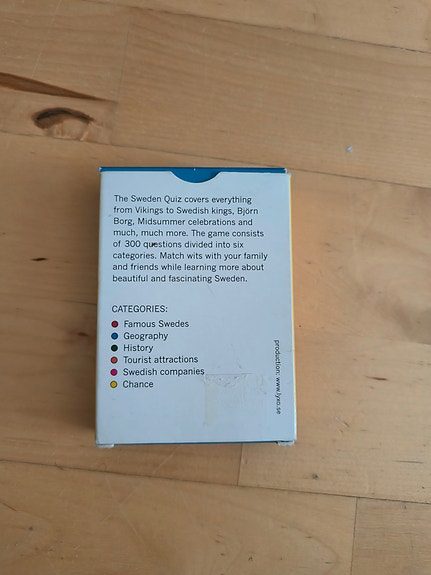 The Sweden Quiz covers everything
from Vikings to Swedish kings, Björn
Borg, Midsummer celebrations and
much, much more. The game consists
of 300 questions divided into six
categories. Match wits with your family
and friends while learning more about
beautiful and fascinating Sweden.
CATEGORIES:
Famous Swedes
Geography
History
Tourist attractions
Swedish companies
Chance
production: www.lyxo.se